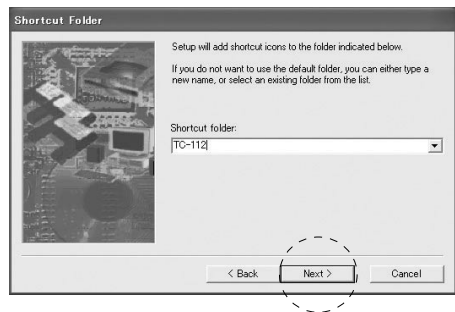 Shortcut Folder
Setup will add shortcut icons to the folder indicated below.
If you do not want to use the default folder, you can either type a
new name, or select an existing folder from the list.
Shortcut folder:
TC-112
< Back
Next >
Cancel